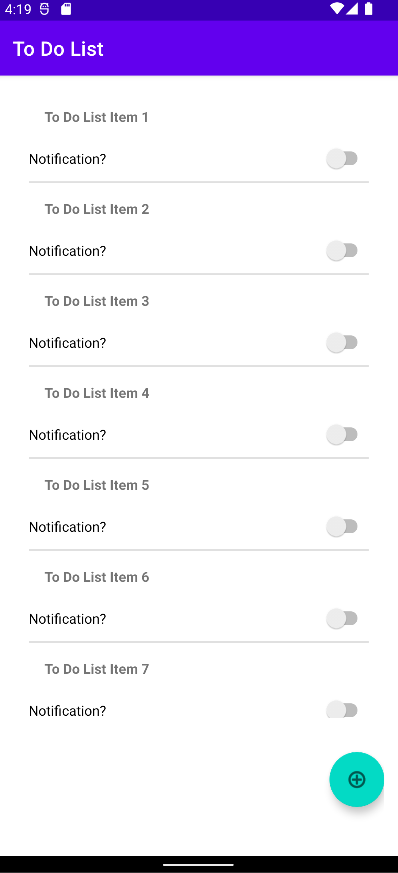 4:19
To Do List
To Do List Item 1
Notification?
To Do List Item 2
Notification?
To Do List Item 3
Notification?
To Do List Item 4
Notification?
To Do List Item 5
Notification?
To Do List Item 6
Notification?
To Do List Item 7
Notification?